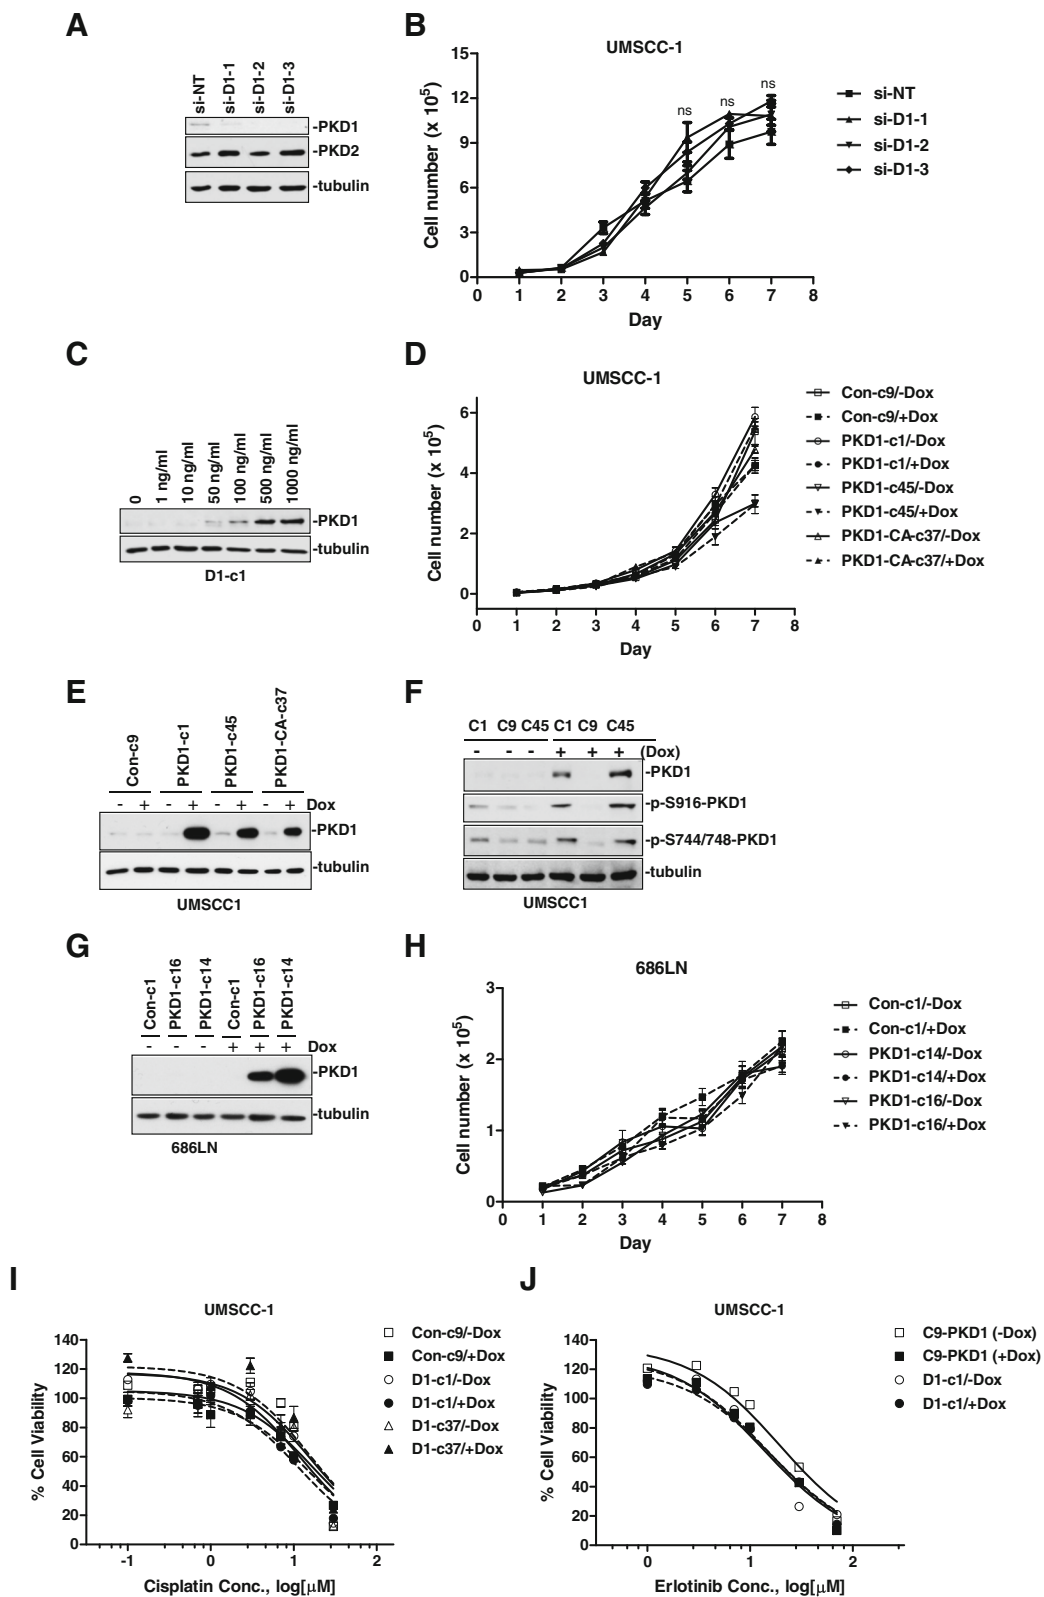 A
si-NT
si-D1-1
si-D1-2
si-D1-3
-PKD1
-PKD2
-tubulin
B
UMSCC-1
Cell number (x 10⁵)
15
12
9
6
3
0
0 1 2 3 4 5 6 7 8
Day
ns
ns
ns
si-NT
si-D1-1
si-D1-2
si-D1-3
C
0
1 ng/ml
10 ng/ml
50 ng/ml
100 ng/ml
500 ng/ml
1000 ng/ml
-PKD1
-tubulin
D1-c1
D
UMSCC-1
Cell number (x 10⁵)
6
4
2
0
0 1 2 3 4 5 6 7 8
Day
Con-c9/-Dox
Con-c9/+Dox
PKD1-c1/-Dox
PKD1-c1/+Dox
PKD1-c45/-Dox
PKD1-c45/+Dox
PKD1-CA-c37/-Dox
PKD1-CA-c37/+Dox
E
Con-c9
PKD1-c1
PKD1-c45
PKD1-CA-c37
- + - + - + - + Dox
-PKD1
-tubulin
UMSCC1
F
C1 C9 C45 C1 C9 C45
- - - + + + (Dox)
-PKD1
-p-S916-PKD1
-p-S744/748-PKD1
-tubulin
UMSCC1
G
Con-c1
PKD1-c16
PKD1-c14
Con-c1
PKD1-c16
PKD1-c14
- - - + + + Dox
-PKD1
-tubulin
686LN
H
686LN
Cell number (x 10⁵)
3
2
1
0
0 1 2 3 4 5 6 7 8
Day
Con-c1/-Dox
Con-c1/+Dox
PKD1-c14/-Dox
PKD1-c14/+Dox
PKD1-c16/-Dox
PKD1-c16/+Dox
I
UMSCC-1
% Cell Viability
140
120
100
80
60
40
20
0
-1 0 1 2
Cisplatin Conc., log[μM]
Con-c9/-Dox
Con-c9/+Dox
D1-c1/-Dox
D1-c1/+Dox
D1-c37/-Dox
D1-c37/+Dox
J
UMSCC-1
% Cell Viability
140
120
100
80
60
40
20
0
0 1 2
Erlotinib Conc., log[μM]
C9-PKD1 (-Dox)
C9-PKD1 (+Dox)
D1-c1/-Dox
D1-c1/+Dox